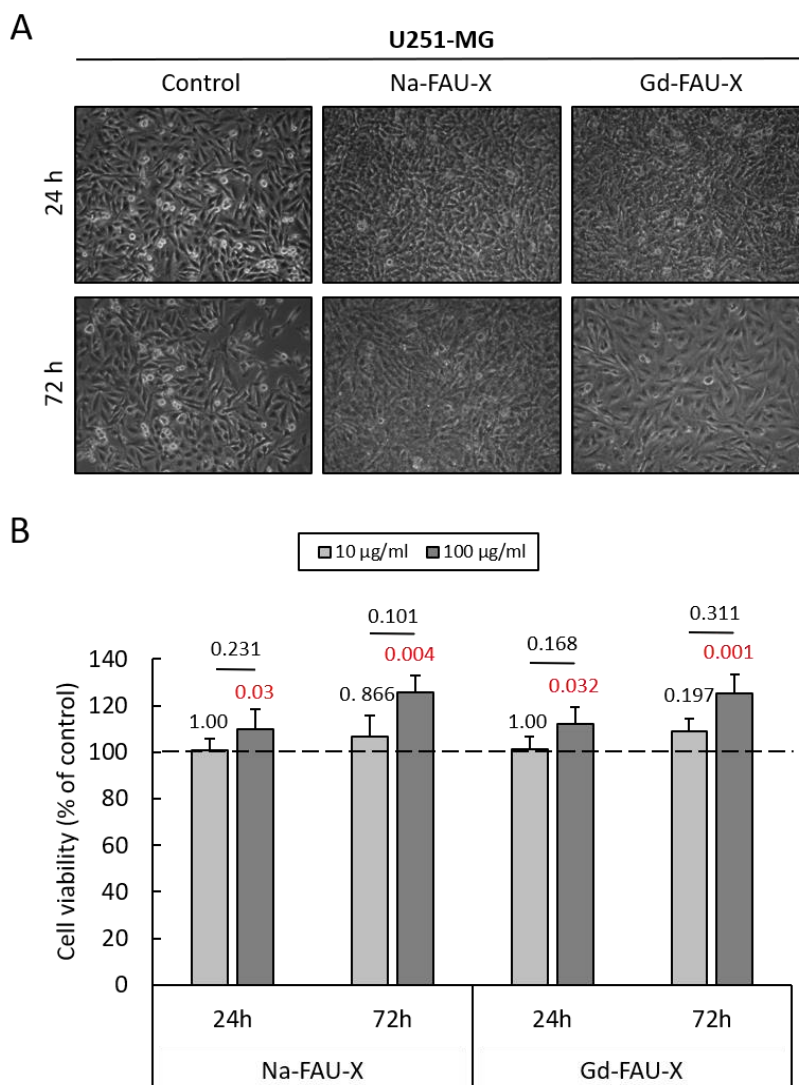 A
U251-MG
Control Na-FAU-X Gd-FAU-X
24 h
72 h
B
10 µg/ml 100 µg/ml
Cell viability (% of control)
140
120
100
80
60
40
20
0
0.231
1.00 0.03
0.101
0. 866 0.004
0.168
1.00 0.032
0.311
0.197 0.001
24h 72h 24h 72h
Na-FAU-X Gd-FAU-X